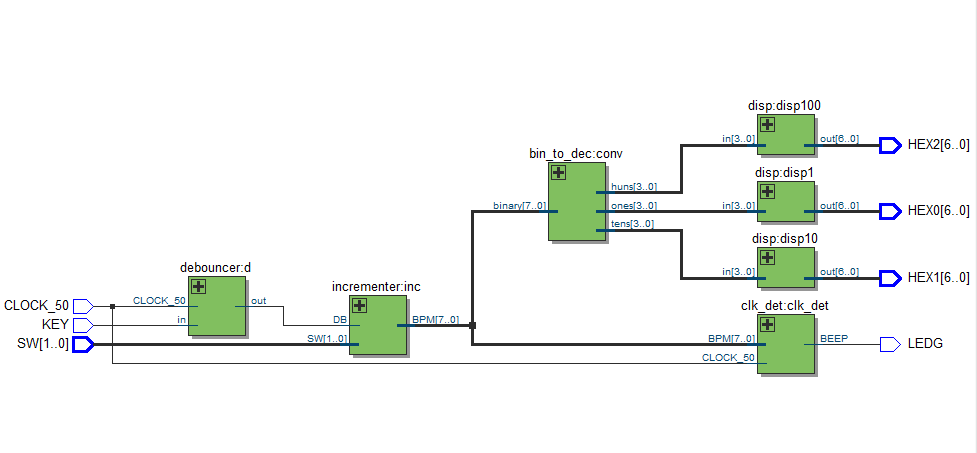 disp:disp100
in[3..0]
out[6..0]
HEX2[6..0]
bin_to_dec:conv
binary[7..0]
huns[3..0]
ones[3..0]
tens[3..0]
disp:disp1
in[3..0]
out[6..0]
HEX0[6..0]
disp:disp10
in[3..0]
out[6..0]
HEX1[6..0]
debouncer:d
CLOCK_50
CLOCK_50
out
KEY
in
SW[1..0]
incrementer:inc
DB
BPM[7..0]
SW[1..0]
clk_det:clk_det
BPM[7..0]
BEEP
LEDG
CLOCK_50